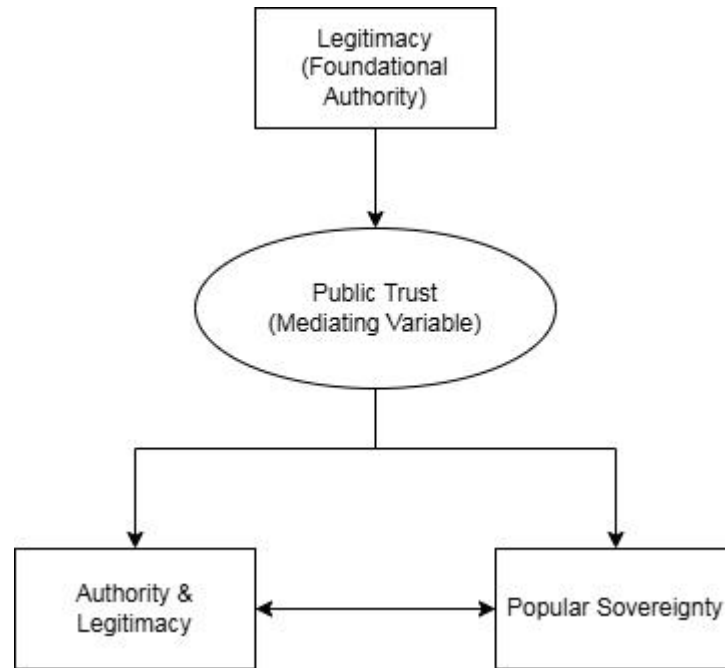 Legitimacy
(Foundational
Authority)
Public Trust
(Mediating Variable)
Authority &
Legitimacy
Popular Sovereignty